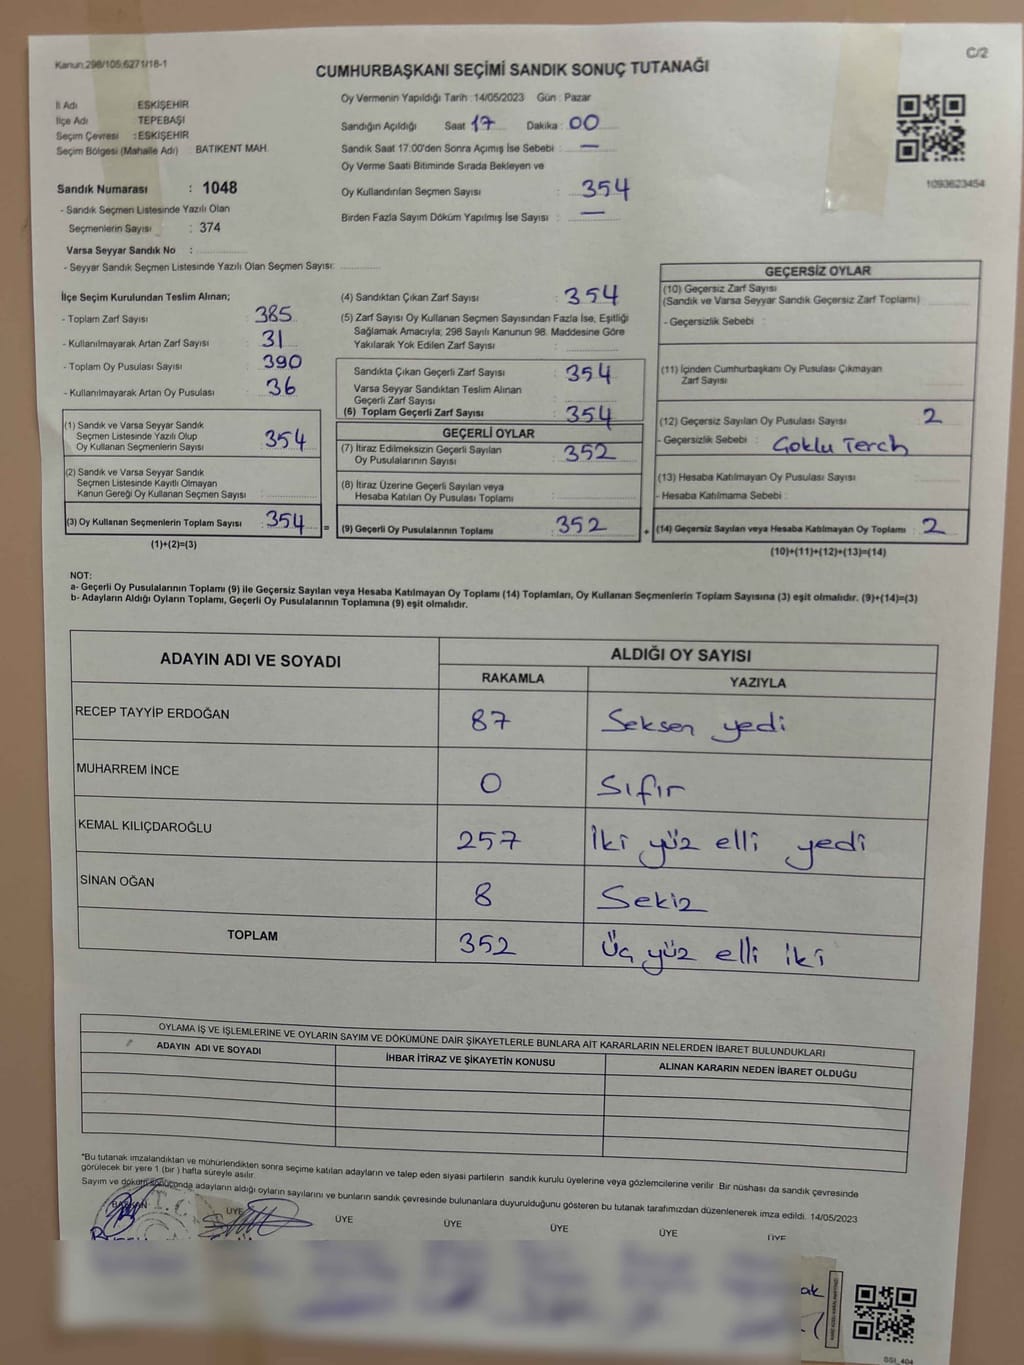 Kanun:298/105;6271/18-1
C/2
CUMHURBAŞKANI SEÇİMİ SANDIK SONUÇ TUTANAĞI
İl Adı : ESKİŞEHİR
İlçe Adı : TEPEBAŞI
Seçim Çevresi : ESKİŞEHİR
Seçim Bölgesi (Mahalle Adı) : BATIKENT MAH.
Oy Vermenin Yapıldığı Tarih :14/05/2023 Gün : Pazar
Sandığın Açıldığı Saat 17 Dakika : 00
Sandık Saat 17:00'den Sonra Açımış İse Sebebi : —
Oy Verme Saati Bitiminde Sırada Bekleyen ve
Oy Kullandırılan Seçmen Sayısı : 354
Birden Fazla Sayım Döküm Yapılmış İse Sayısı : —
1093623454
Sandık Numarası : 1048
- Sandık Seçmen Listesinde Yazılı Olan
Seçmenlerin Sayısı : 374
Varsa Seyyar Sandık No :
- Seyyar Sandık Seçmen Listesinde Yazılı Olan Seçmen Sayısı:
İlçe Seçim Kurulundan Teslim Alınan;
- Toplam Zarf Sayısı : 385
- Kullanılmayarak Artan Zarf Sayısı : 31
- Toplam Oy Pusulası Sayısı : 390
- Kullanılmayarak Artan Oy Pusulası : 36
(1) Sandık ve Varsa Seyyar Sandık
Seçmen Listesinde Yazılı Olup
Oy Kullanan Seçmenlerin Sayısı : 354
(2) Sandık ve Varsa Seyyar Sandık
Seçmen Listesinde Kayıtlı Olmayan
Kanun Gereği Oy Kullanan Seçmen Sayısı :
(3) Oy Kullanan Seçmenlerin Toplam Sayısı : 354 =
(1)+(2)=(3)
(4) Sandıktan Çıkan Zarf Sayısı : 354
(5) Zarf Sayısı Oy Kullanan Seçmen Sayısından Fazla İse, Eşitliği
Sağlamak Amacıyla; 298 Sayılı Kanunun 98. Maddesine Göre
Yakılarak Yok Edilen Zarf Sayısı :
Sandıkta Çıkan Geçerli Zarf Sayısı : 354
Varsa Seyyar Sandıktan Teslim Alınan
Geçerli Zarf Sayısı :
(6) Toplam Geçerli Zarf Sayısı : 354
GEÇERLİ OYLAR
(7) İtiraz Edilmeksizin Geçerli Sayılan
Oy Pusulalarının Sayısı : 352
(8) İtiraz Üzerine Geçerli Sayılan veya
Hesaba Katılan Oy Pusulası Toplamı :
(9) Geçerli Oy Pusulalarının Toplamı : 352 +
GEÇERSİZ OYLAR
(10) Geçersiz Zarf Sayısı :
(Sandık ve Varsa Seyyar Sandık Geçersiz Zarf Toplamı)
- Geçersizlik Sebebi :
(11) İçinden Cumhurbaşkanı Oy Pusulası Çıkmayan
Zarf Sayısı :
(12) Geçersiz Sayılan Oy Pusulası Sayısı : 2
- Geçersizlik Sebebi : Çoklu Terch
(13) Hesaba Katılmayan Oy Pusulası Sayısı :
- Hesaba Katılmama Sebebi :
(14) Geçersiz Sayılan veya Hesaba Katılmayan Oy Toplamı : 2
(10)+(11)+(12)+(13)=(14)
NOT:
a- Geçerli Oy Pusulalarının Toplamı (9) ile Geçersiz Sayılan veya Hesaba Katılmayan Oy Toplamı (14) Toplamları, Oy Kullanan Seçmenlerin Toplam Sayısına (3) eşit olmalıdır. (9)+(14)=(3)
b- Adayların Aldığı Oyların Toplamı, Geçerli Oy Pusulalarının Toplamına (9) eşit olmalıdır.
ADAYIN ADI VE SOYADI
ALDIĞI OY SAYISI
RAKAMLA YAZIYLA
RECEP TAYYİP ERDOĞAN 87 Seksen yedi
MUHARREM İNCE 0 Sıfır
KEMAL KILIÇDAROĞLU 257 İki yüz elli yedi
SİNAN OĞAN 8 Sekiz
TOPLAM 352 Üç yüz elli iki
OYLAMA İŞ VE İŞLEMLERİNE VE OYLARIN SAYIM VE DÖKÜMÜNE DAİR ŞİKAYETLERLE BUNLARA AİT KARARLARIN NELERDEN İBARET BULUNDUKLARI
ADAYIN ADI VE SOYADI İHBAR İTİRAZ VE ŞİKAYETİN KONUSU ALINAN KARARIN NEDEN İBARET OLDUĞU
*Bu tutanak imzalandıktan ve mühürlendikten sonra seçime katılan adayların ve talep eden siyasi partilerin sandık kurulu üyelerine veya gözlemcilerine verilir. Bir nüshası da sandık çevresinde
görülecek bir yere 1 (bir) hafta süreyle asılır.
Sayım ve döküm sonucunda adayların aldığı oyların sayılarını ve bunların sandık çevresinde bulunanlara duyurulduğunu gösteren bu tutanak tarafımızdan düzenlenerek imza edildi. 14/05/2023
BAŞKAN ÜYE ÜYE ÜYE ÜYE ÜYE ÜYE